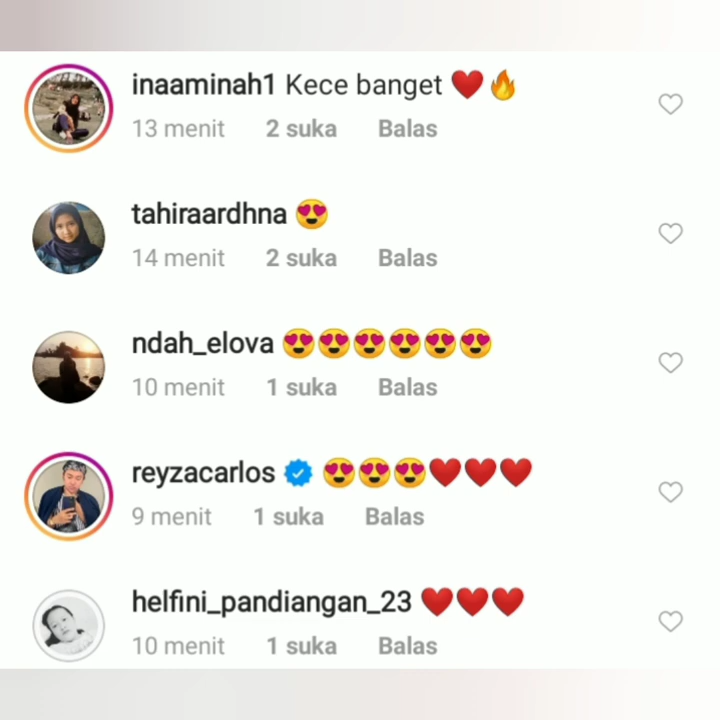 inaaminah1 Kece banget ❤️🔥
13 menit 2 suka Balas
tahiraardhna 😍
14 menit 2 suka Balas
ndah_elova 😍😍😍😍😍😍
10 menit 1 suka Balas
reyzacarlos 😍😍😍❤️❤️❤️
9 menit 1 suka Balas
helfini_pandiangan_23 ❤️❤️❤️
10 menit 1 suka Balas